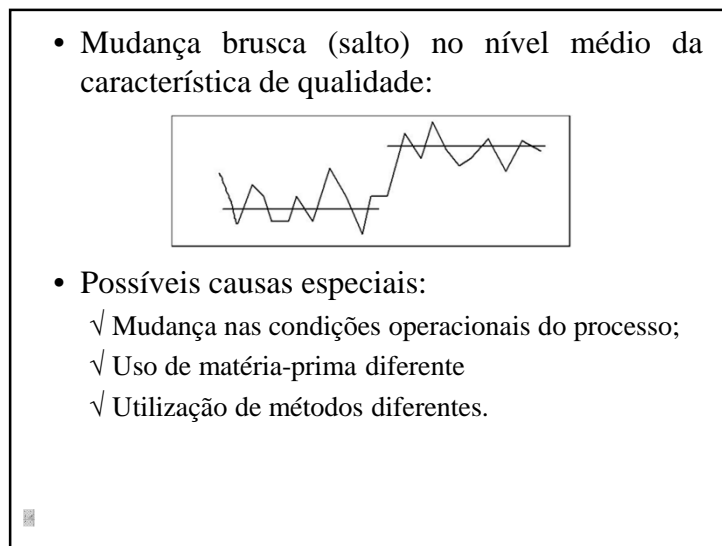 • Mudança brusca (salto) no nível médio da
característica de qualidade:
• Possíveis causas especiais:
√ Mudança nas condições operacionais do processo;
√ Uso de matéria-prima diferente
√ Utilização de métodos diferentes.